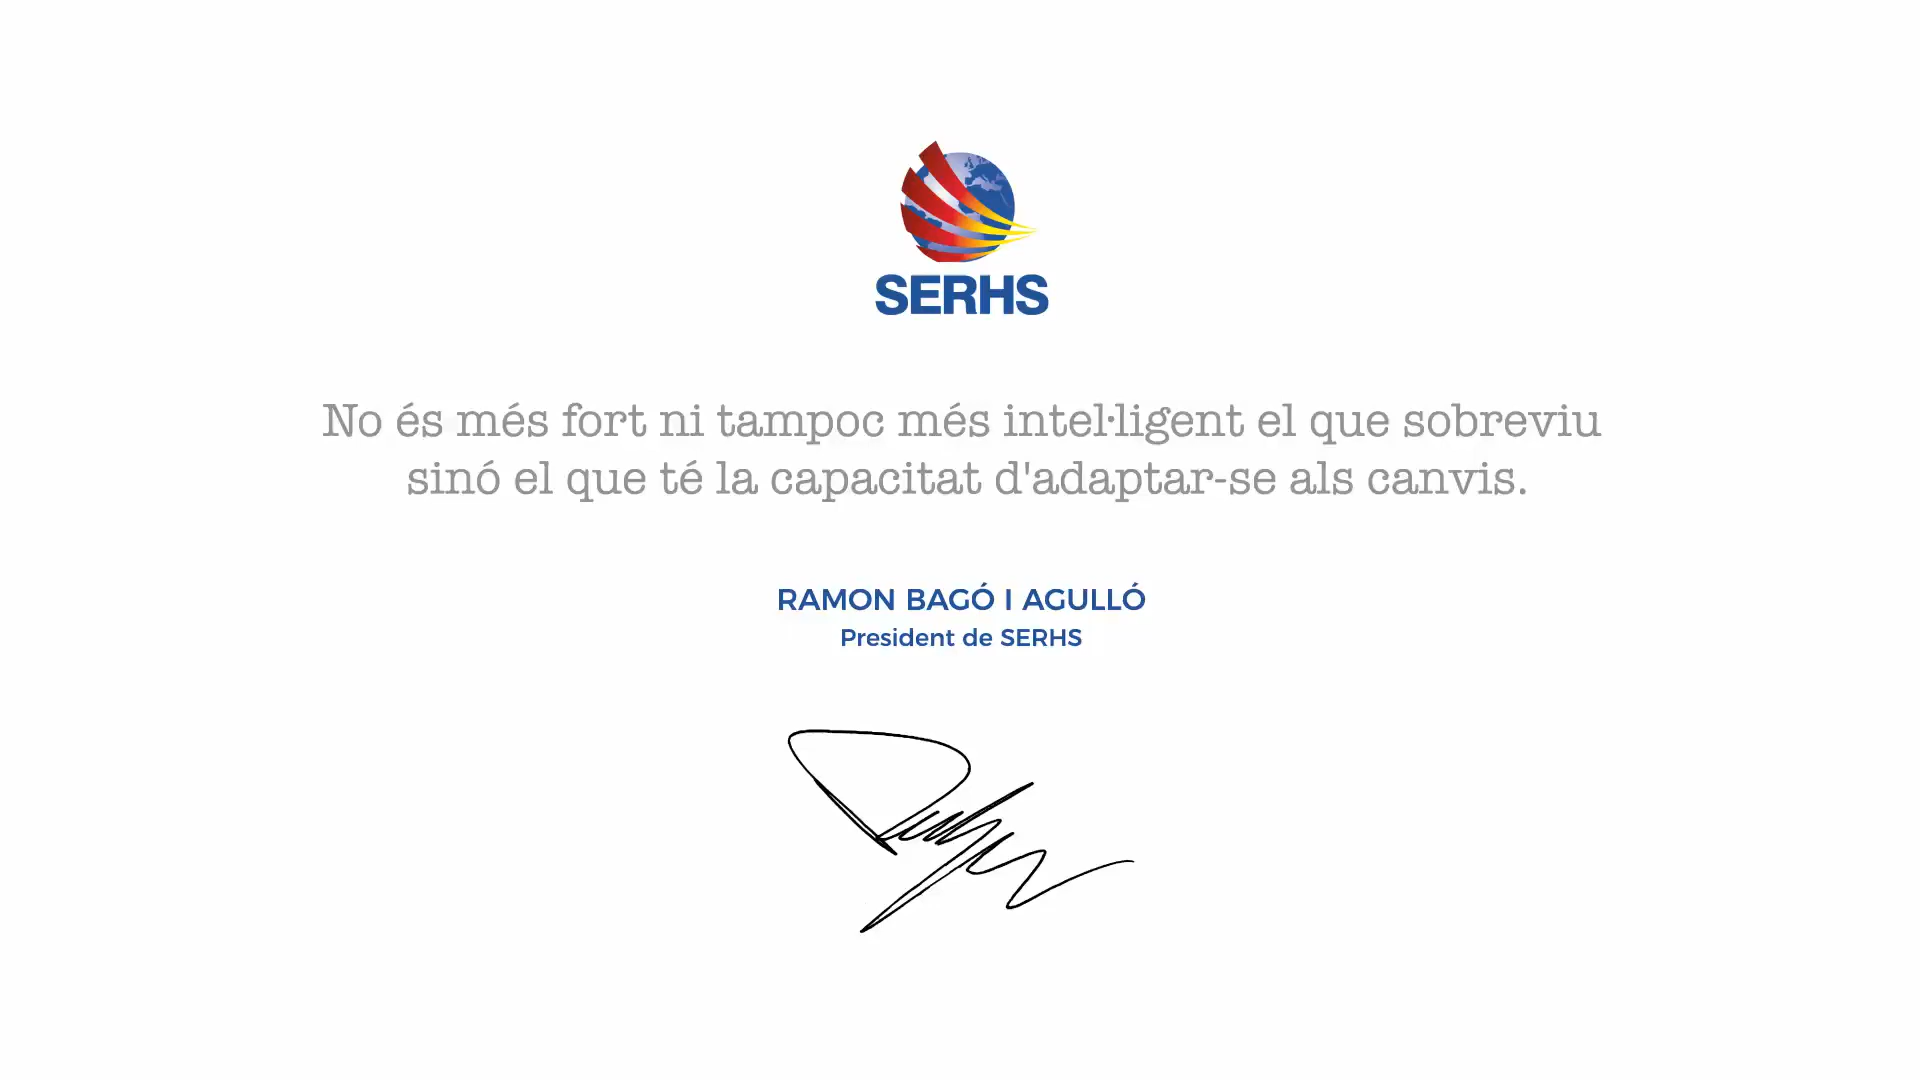 SERHS
No és més fort ni tampoc més intel·ligent el que sobreviu
sinó el que té la capacitat d'adaptar-se als canvis.
RAMON BAGÓ I AGULLÓ
President de SERHS